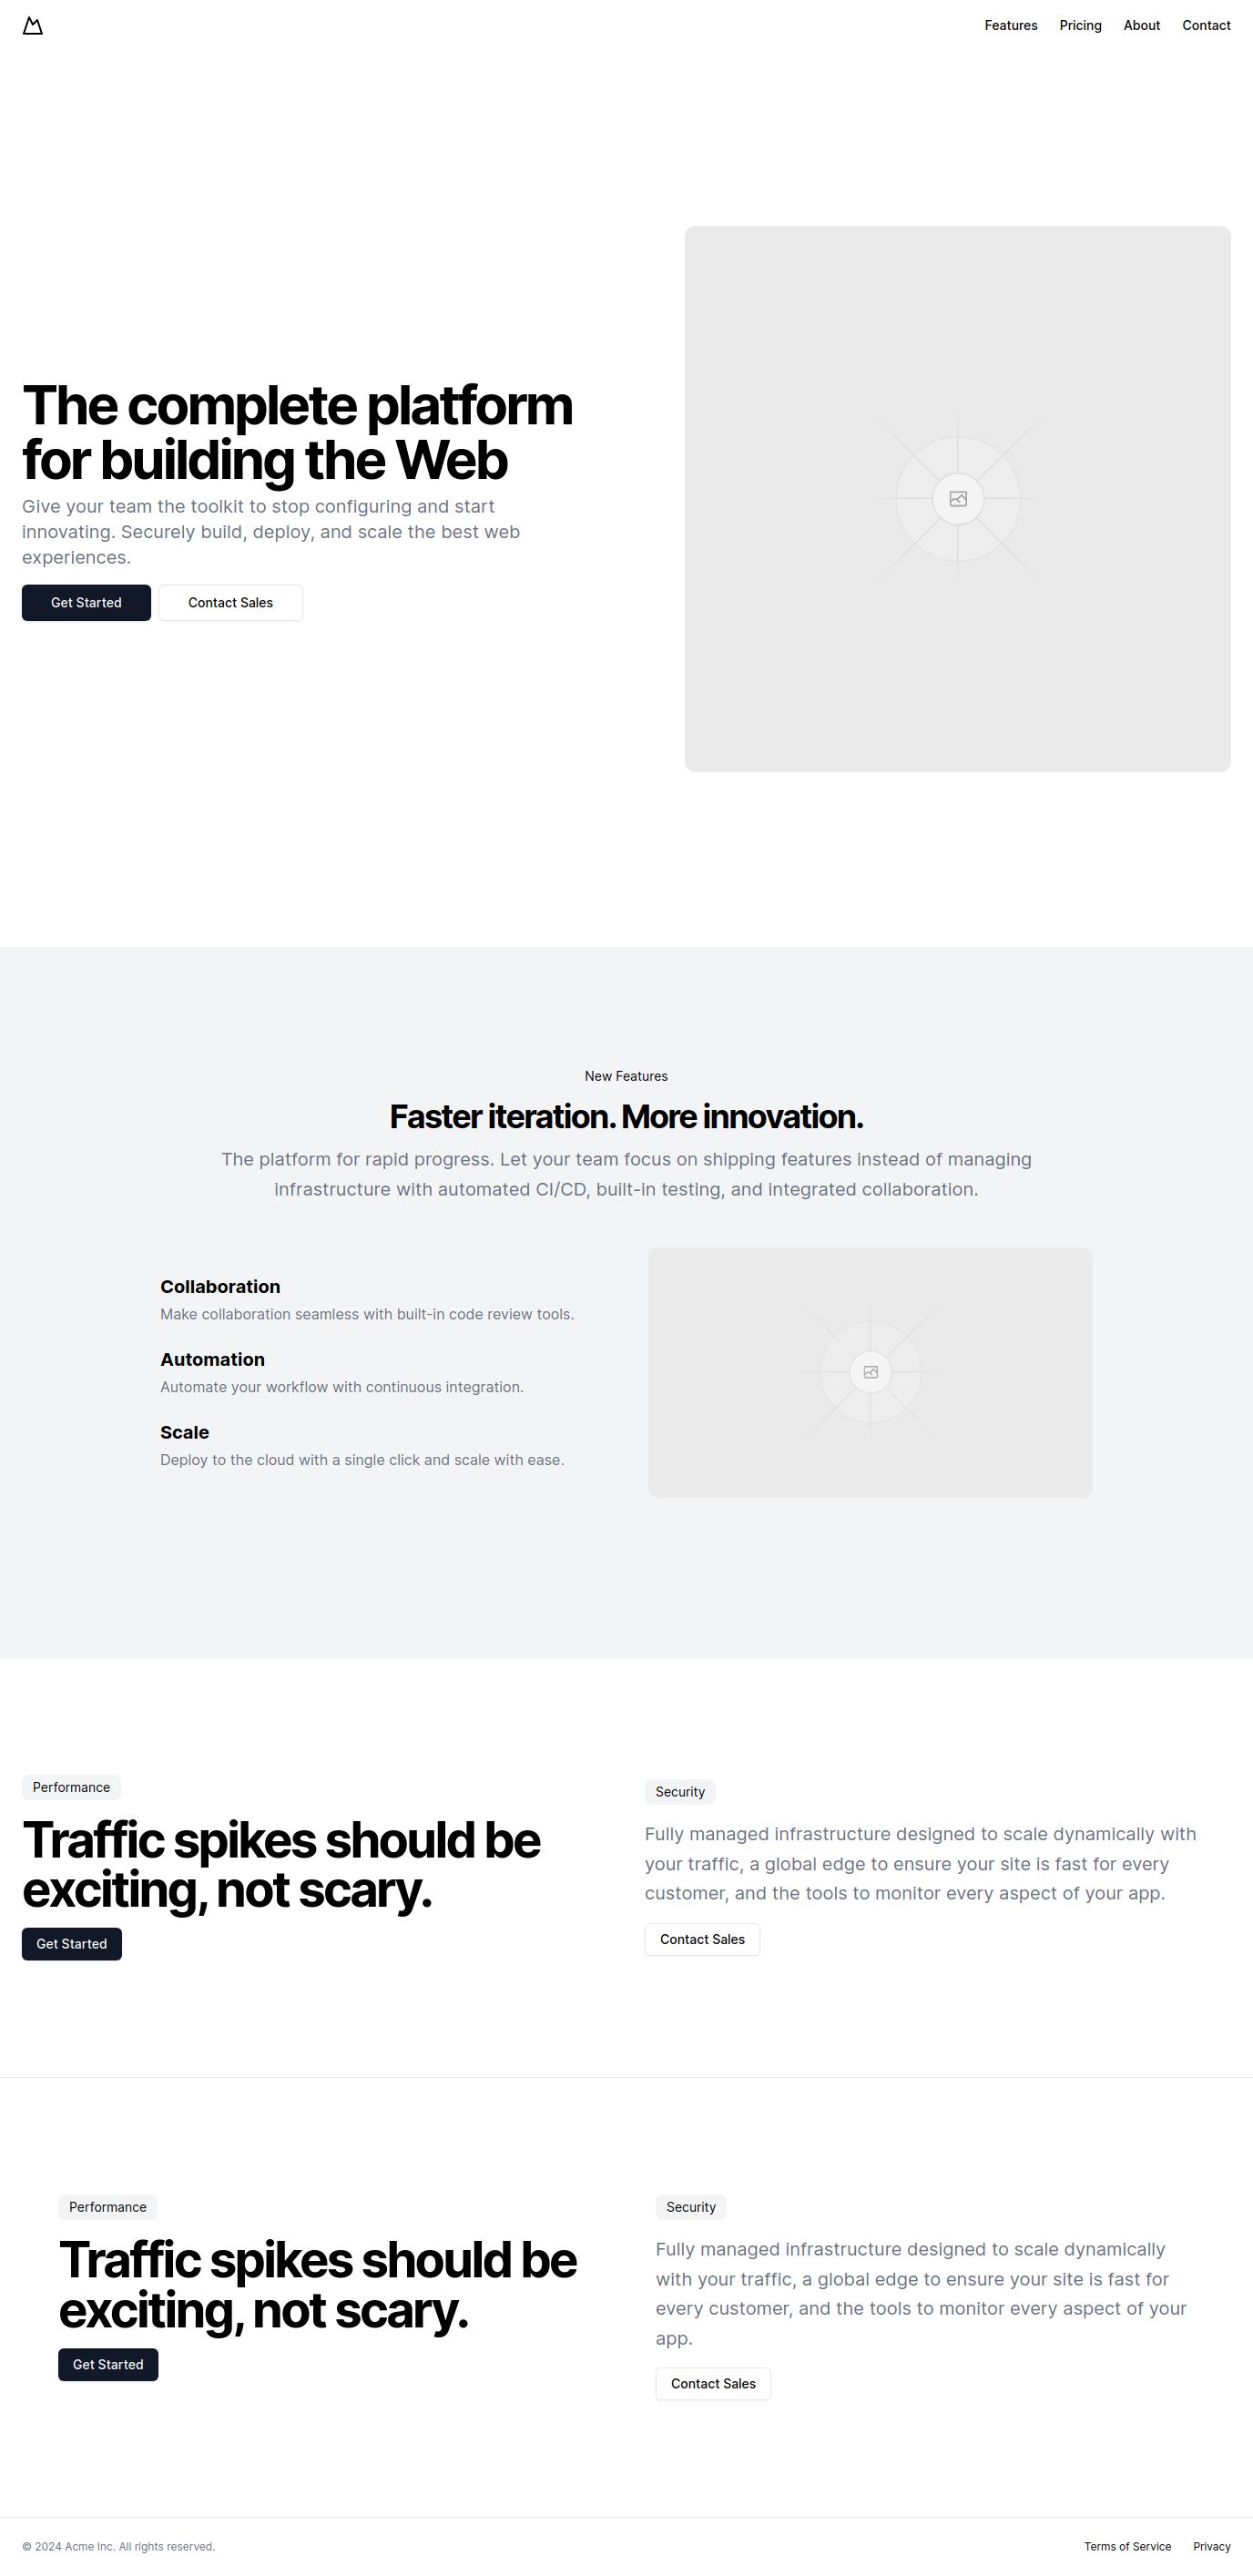 Features Pricing About Contact
The complete platform
for building the Web
Give your team the toolkit to stop configuring and start
innovating. Securely build, deploy, and scale the best web
experiences.
Get Started Contact Sales
New Features
Faster iteration. More innovation.
The platform for rapid progress. Let your team focus on shipping features instead of managing
infrastructure with automated CI/CD, built-in testing, and integrated collaboration.
Collaboration
Make collaboration seamless with built-in code review tools.
Automation
Automate your workflow with continuous integration.
Scale
Deploy to the cloud with a single click and scale with ease.
Performance
Traffic spikes should be
exciting, not scary.
Get Started
Security
Fully managed infrastructure designed to scale dynamically with
your traffic, a global edge to ensure your site is fast for every
customer, and the tools to monitor every aspect of your app.
Contact Sales
Performance
Traffic spikes should be
exciting, not scary.
Get Started
Security
Fully managed infrastructure designed to scale dynamically
with your traffic, a global edge to ensure your site is fast for
every customer, and the tools to monitor every aspect of your
app.
Contact Sales
© 2024 Acme Inc. All rights reserved.
Terms of Service Privacy